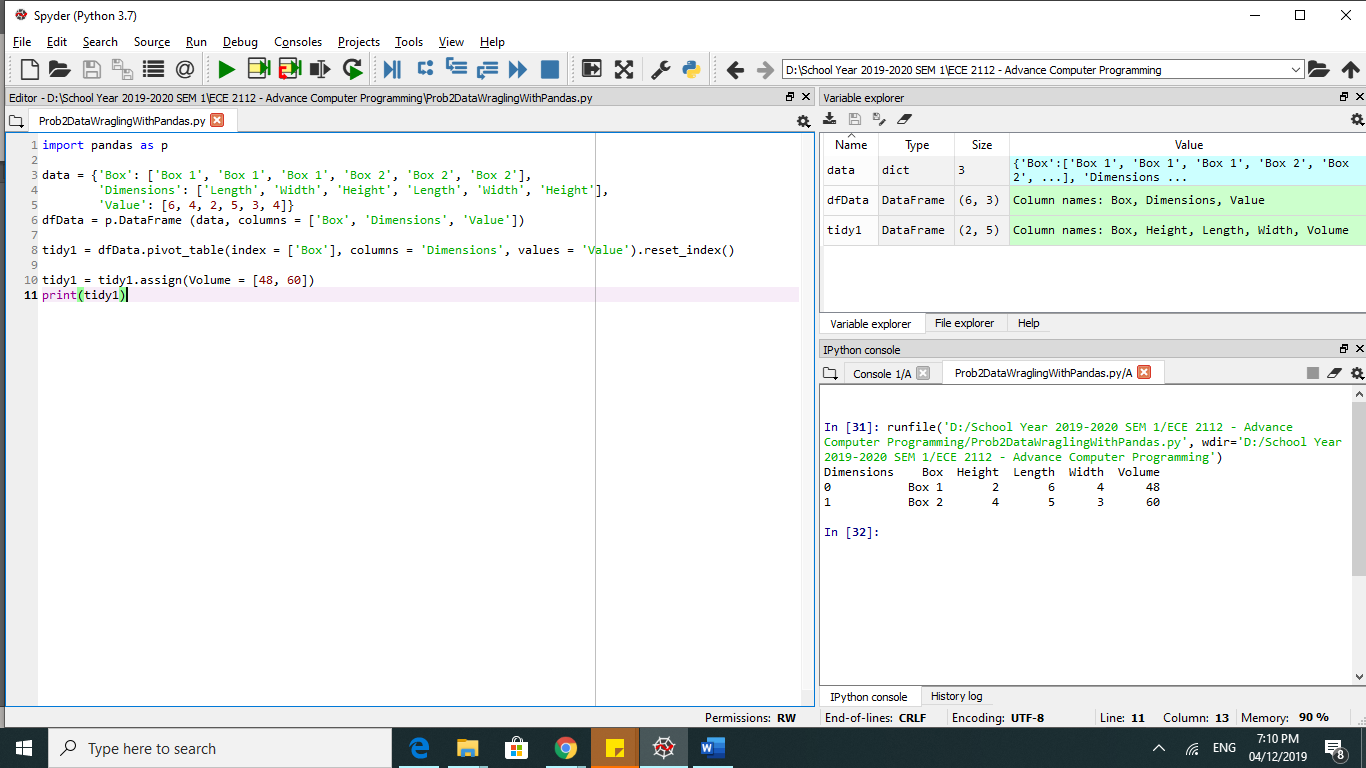 Spyder (Python 3.7)
File Edit Search Source Run Debug Consoles Projects Tools View Help
D:\School Year 2019-2020 SEM 1\ECE 2112 - Advance Computer Programming
Editor - D:\School Year 2019-2020 SEM 1\ECE 2112 - Advance Computer Programming\Prob2DataWraglingWithPandas.py
Prob2DataWraglingWithPandas.py
1 import pandas as p
2
3 data = {'Box': ['Box 1', 'Box 1', 'Box 1', 'Box 2', 'Box 2', 'Box 2'],
4         'Dimensions': ['Length', 'Width', 'Height', 'Length', 'Width', 'Height'],
5         'Value': [6, 4, 2, 5, 3, 4]}
6 dfData = p.DataFrame (data, columns = ['Box', 'Dimensions', 'Value'])
7
8 tidy1 = dfData.pivot_table(index = ['Box'], columns = 'Dimensions', values = 'Value').reset_index()
9
10 tidy1 = tidy1.assign(Volume = [48, 60])
11 print(tidy1)
Variable explorer
Name Type Size Value
data dict 3 {'Box':['Box 1', 'Box 1', 'Box 1', 'Box 2', 'Box
2', ...], 'Dimensions ...
dfData DataFrame (6, 3) Column names: Box, Dimensions, Value
tidy1 DataFrame (2, 5) Column names: Box, Height, Length, Width, Volume
Variable explorer File explorer Help
IPython console
Console 1/A Prob2DataWraglingWithPandas.py/A
In [31]: runfile('D:/School Year 2019-2020 SEM 1/ECE 2112 - Advance
Computer Programming/Prob2DataWraglingWithPandas.py', wdir='D:/School Year
2019-2020 SEM 1/ECE 2112 - Advance Computer Programming')
Dimensions    Box  Height  Length  Width  Volume
0           Box 1       2       6      4      48
1           Box 2       4       5      3      60
In [32]:
IPython console History log
Permissions: RW End-of-lines: CRLF Encoding: UTF-8 Line: 11 Column: 13 Memory: 90 %
Type here to search
ENG
7:10 PM
04/12/2019
8